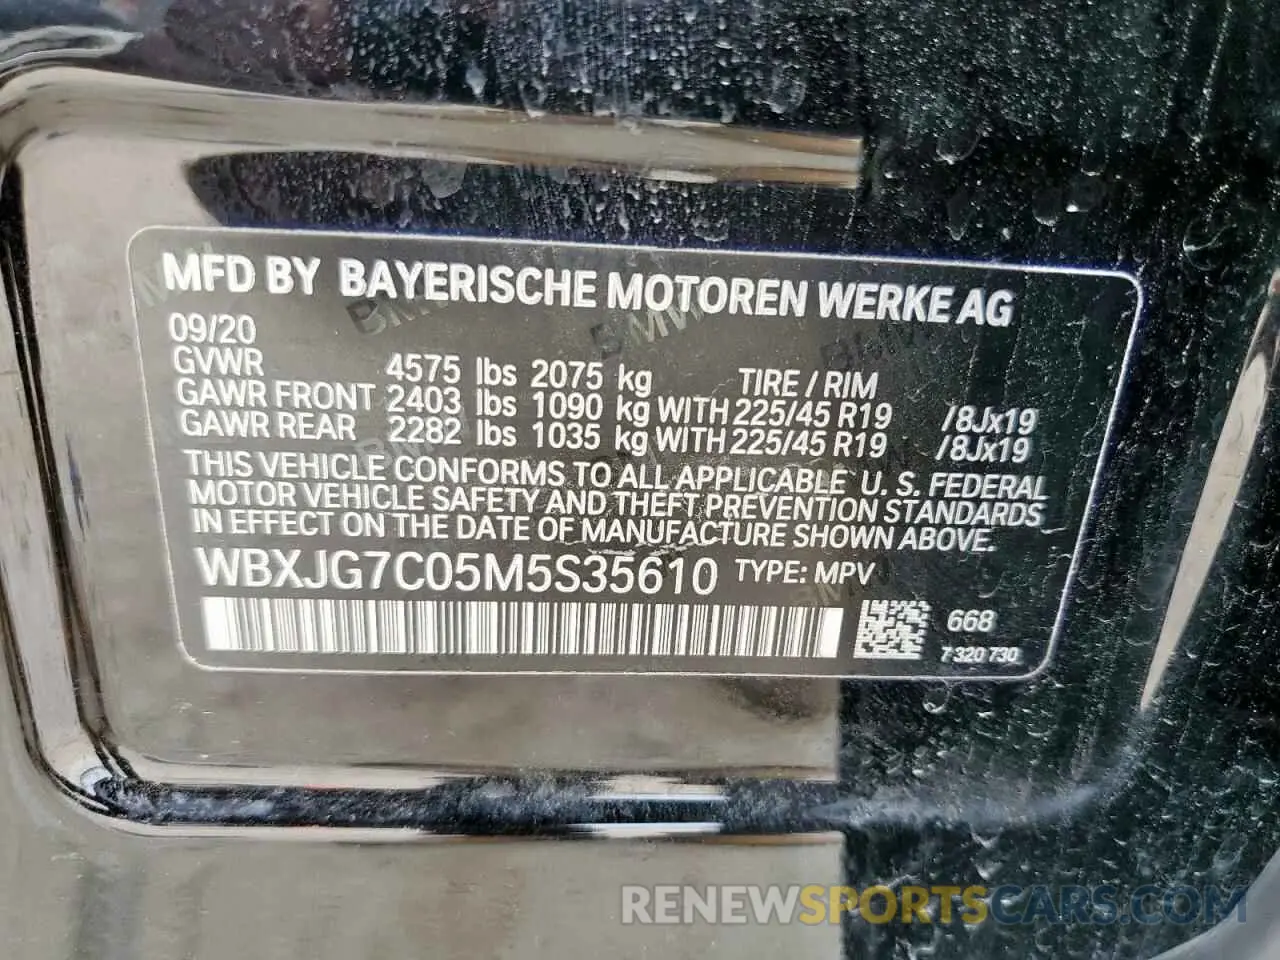 MFD BY BAYERISCHE MOTOREN WERKE AG
09/20
GVWR 4575 lbs 2075 kg TIRE / RIM
GAWR FRONT 2403 lbs 1090 kg WITH 225/45 R19 /8Jx19
GAWR REAR 2282 lbs 1035 kg WITH 225/45 R19 /8Jx19
THIS VEHICLE CONFORMS TO ALL APPLICABLE U. S. FEDERAL
MOTOR VEHICLE SAFETY AND THEFT PREVENTION STANDARDS
IN EFFECT ON THE DATE OF MANUFACTURE SHOWN ABOVE.
WBXJG7C05M5S35610 TYPE: MPV
668
7 320 730
RENEWSPORTSCARS.COM